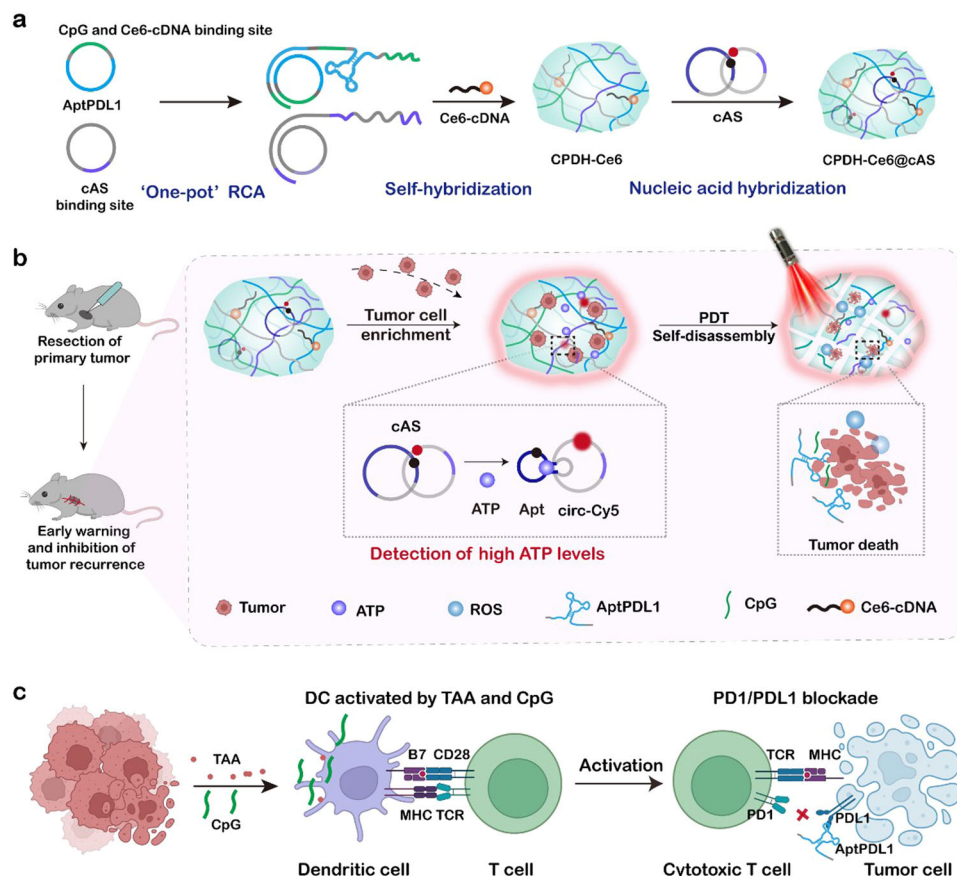 a
CpG and Ce6-cDNA binding site
AptPDL1
cAS
binding site
'One-pot' RCA
Ce6-cDNA
Self-hybridization
CPDH-Ce6
cAS
Nucleic acid hybridization
CPDH-Ce6@cAS
b
Resection of
primary tumor
Early warning
and inhibition of
tumor recurrence
Tumor cell
enrichment
PDT
Self-disassembly
cAS
ATP
Apt
circ-Cy5
Detection of high ATP levels
Tumor death
Tumor
ATP
ROS
AptPDL1
CpG
Ce6-cDNA
c
TAA
CpG
DC activated by TAA and CpG
B7 CD28
MHC TCR
Dendritic cell
T cell
Activation
PD1/PDL1 blockade
TCR
MHC
PD1
PDL1
AptPDL1
Cytotoxic T cell
Tumor cell